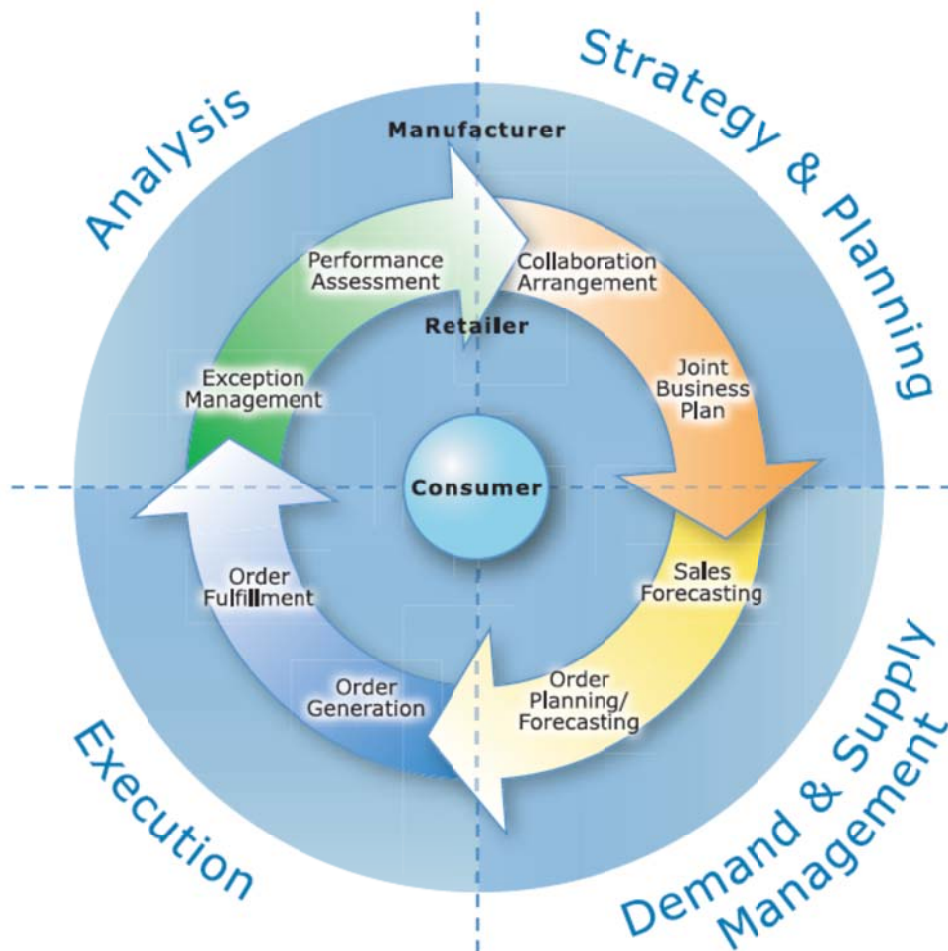 Analysis
Strategy & Planning
Manufacturer
Performance
Assessment
Collaboration
Arrangement
Retailer
Exception
Management
Joint
Business
Plan
Consumer
Order
Fulfillment
Sales
Forecasting
Order
Generation
Order
Planning/
Forecasting
Execution
Demand & Supply
Management